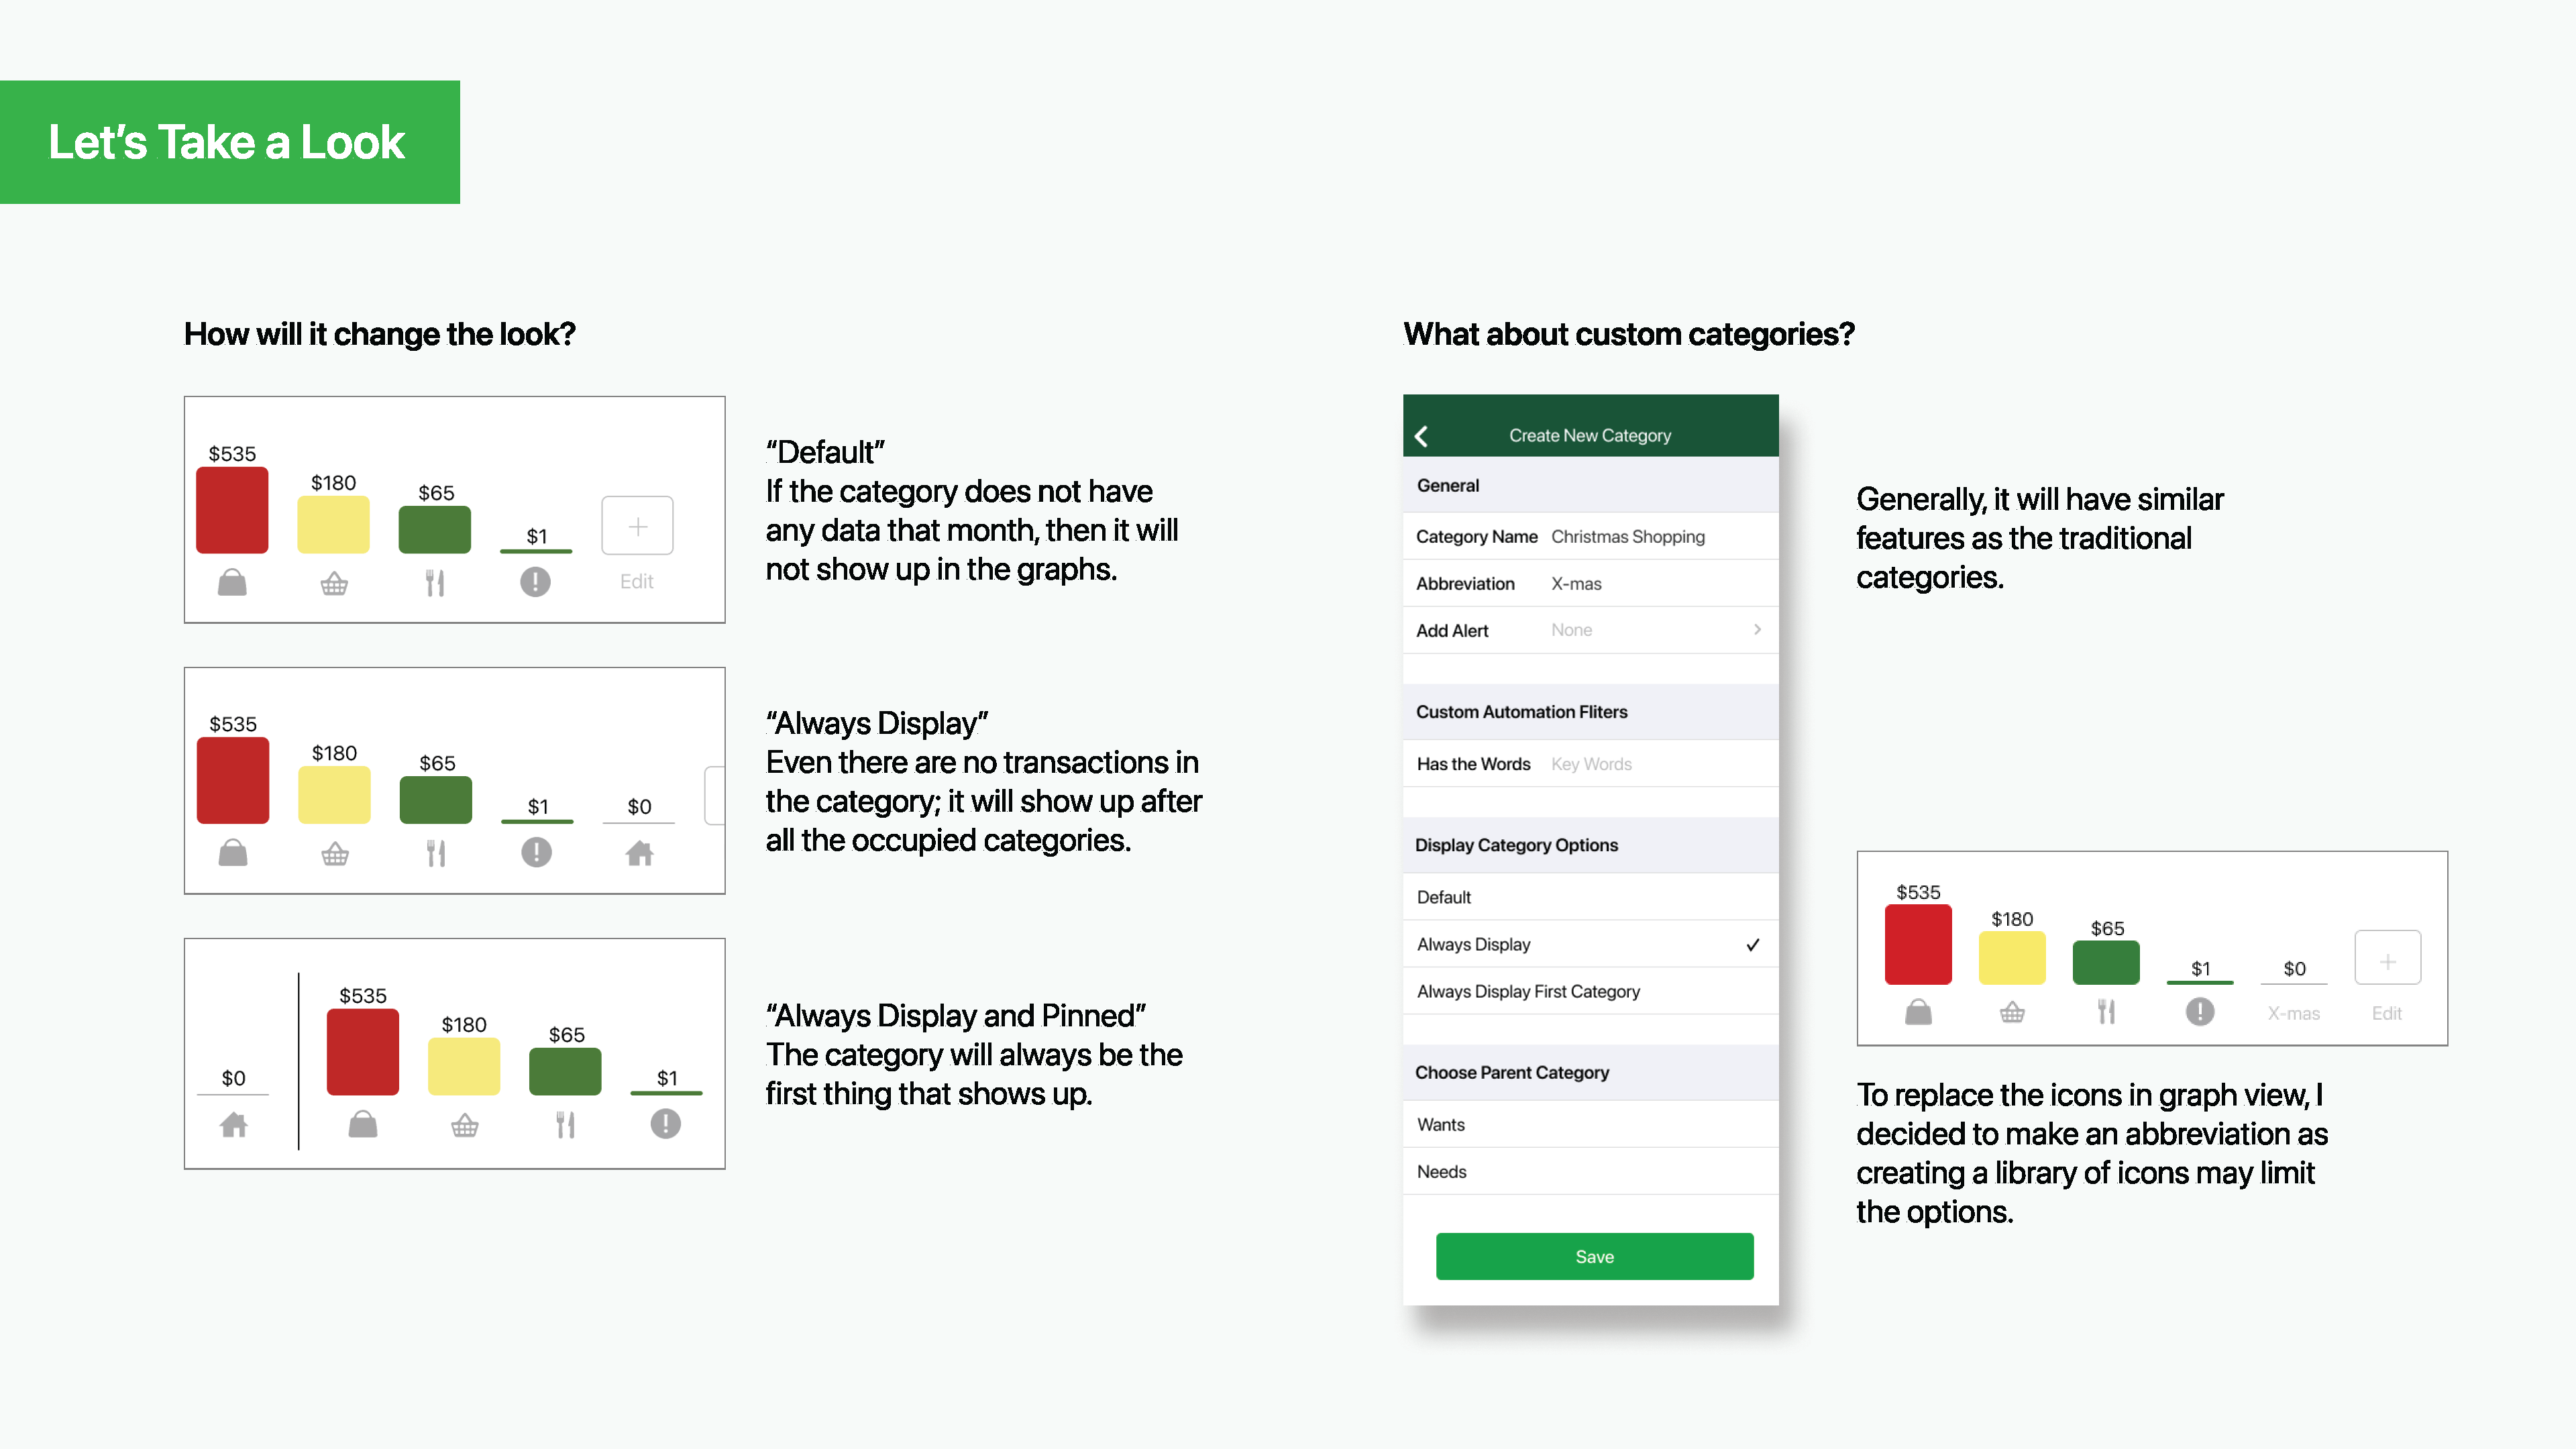 Let's Take a Look
How will it change the look?
$535
$180
$65
$1
Edit
“Default”
If the category does not have
any data that month, then it will
not show up in the graphs.
$535
$180
$65
$1
$0
“Always Display”
Even there are no transactions in
the category; it will show up after
all the occupied categories.
$0
$535
$180
$65
$1
“Always Display and Pinned”
The category will always be the
first thing that shows up.
What about custom categories?
Create New Category
General
Category Name Christmas Shopping
Abbreviation X-mas
Add Alert None
Custom Automation Fliters
Has the Words Key Words
Display Category Options
Default
Always Display
Always Display First Category
Choose Parent Category
Wants
Needs
Save
Generally, it will have similar
features as the traditional
categories.
$535
$180
$65
$1
$0
X-mas
Edit
To replace the icons in graph view, I
decided to make an abbreviation as
creating a library of icons may limit
the options.